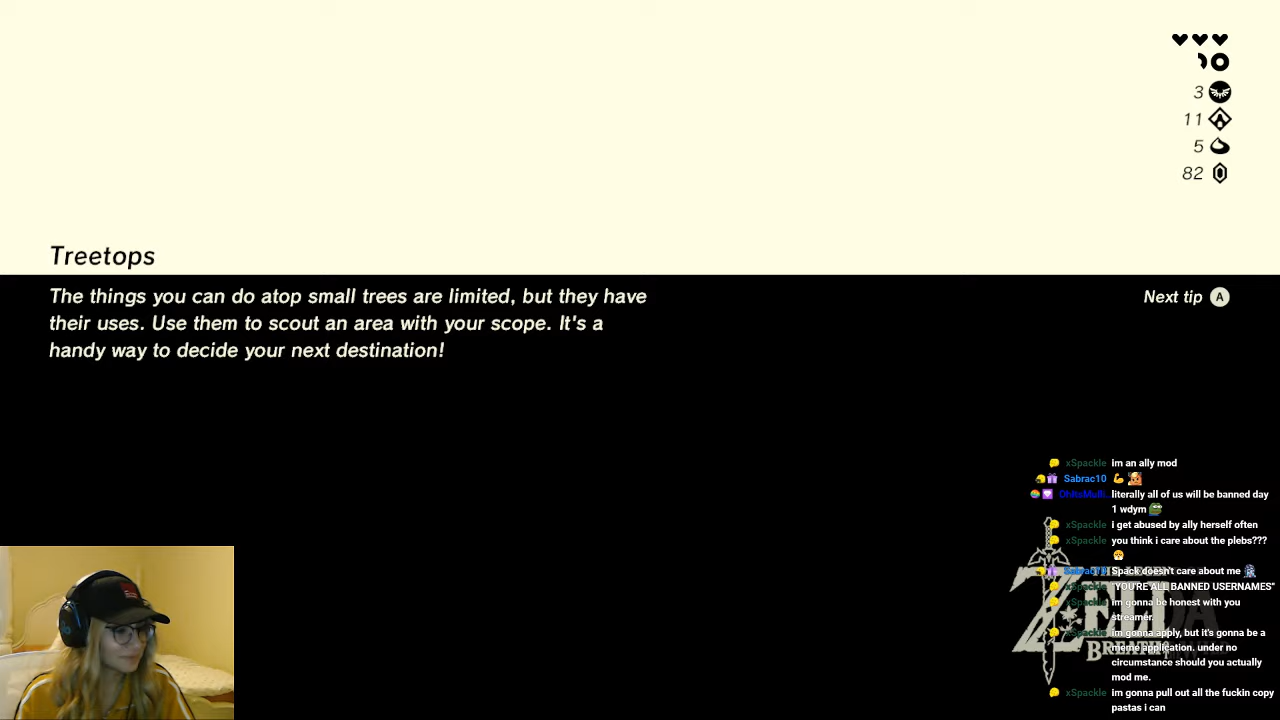 3
11
5
82
Treetops
The things you can do atop small trees are limited, but they have
their uses. Use them to scout an area with your scope. It's a
handy way to decide your next destination!
Next tip A
xSpackle im an ally mod
Sabrac10
literally all of us will be banned day
1 wdym
xSpackle i get abused by ally herself often
xSpackle you think i care about the plebs???
Sabrac10 Spack doesn't care about me
xSpackle "YOU'RE ALL BANNED USERNAMES"
xSpackle im gonna be honest with you
streamer.
xSpackle im gonna apply, but it's gonna be a
meme application. under no
circumstance should you actually
mod me.
xSpackle im gonna pull out all the fuckin copy
pastas i can
ZELDA